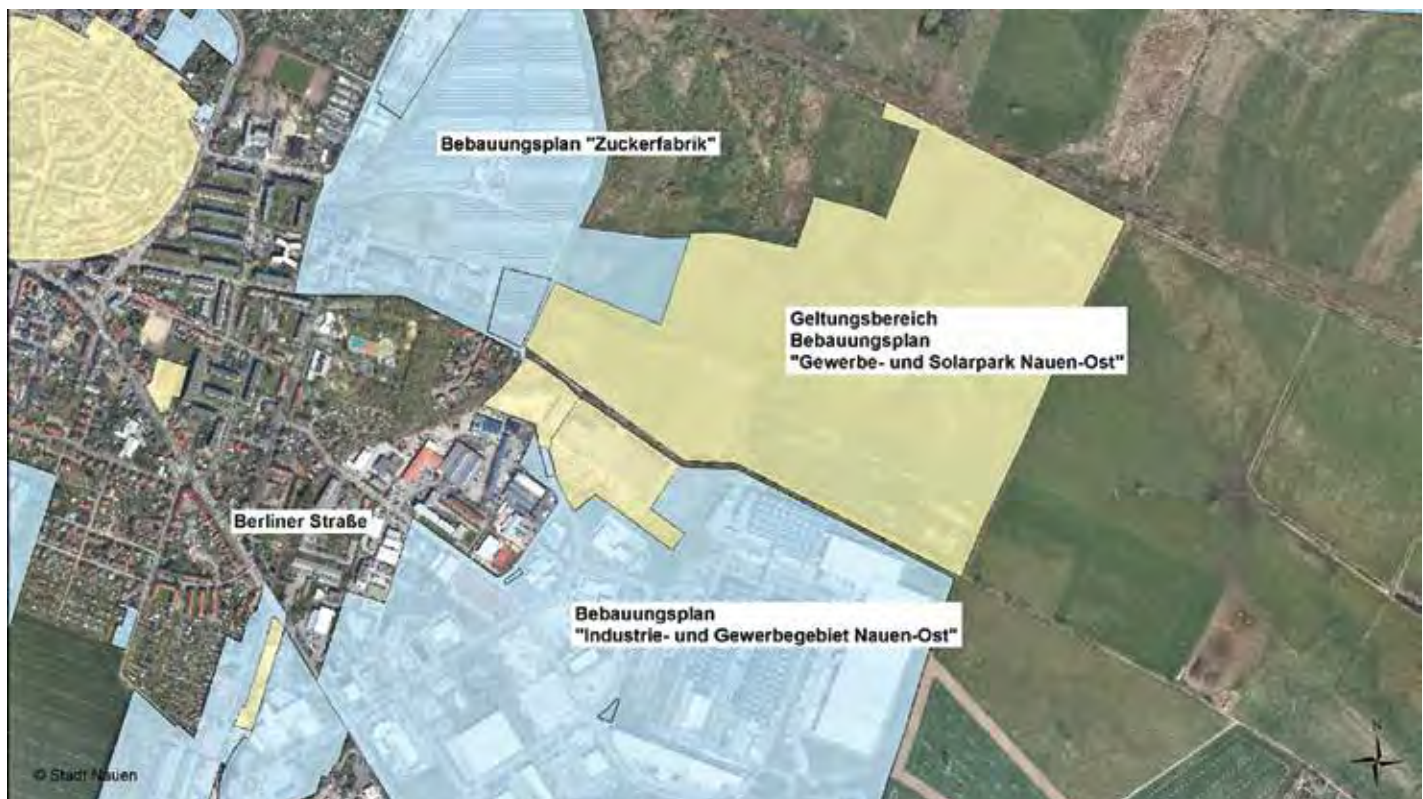 Bebauungsplan "Zuckerfabrik"
Geltungsbereich
Bebauungsplan
"Gewerbe- und Solarpark Nauen-Ost"
Berliner Straße
Bebauungsplan
"Industrie- und Gewerbegebiet Nauen-Ost"
N
© Stadt Nauen